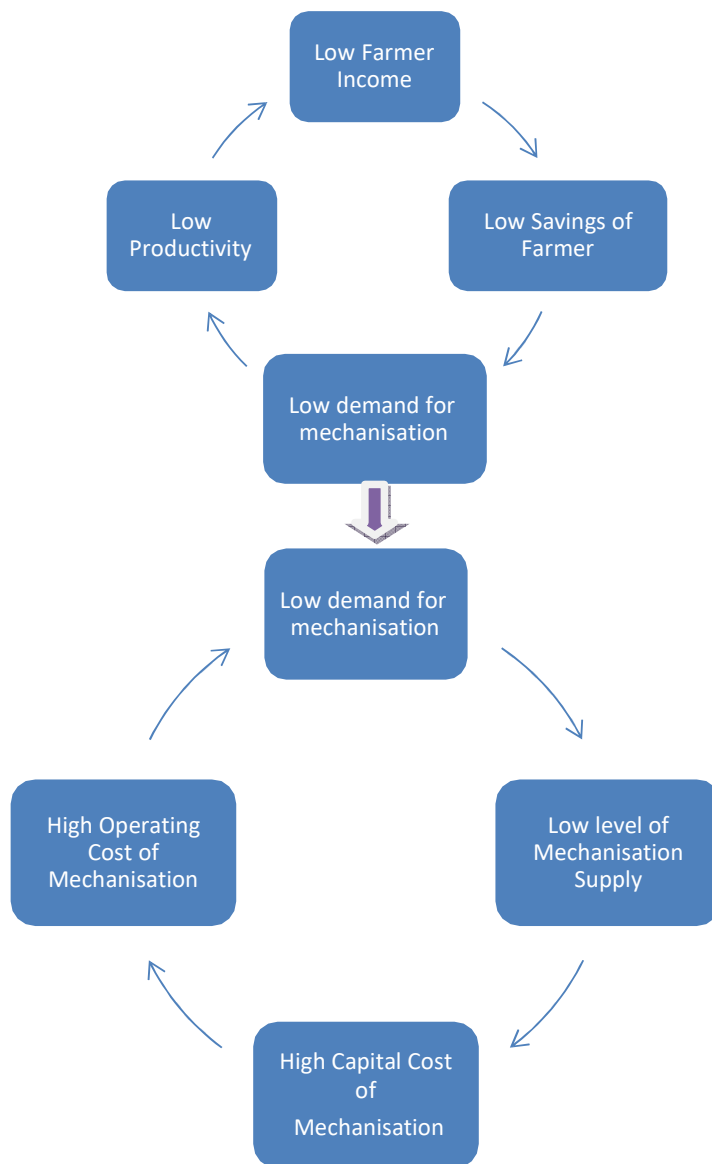 Low Farmer
Income
Low
Productivity
Low Savings of
Farmer
Low demand for
mechanisation
Low demand for
mechanisation
High Operating
Cost of
Mechanisation
Low level of
Mechanisation
Supply
High Capital Cost
of
Mechanisation